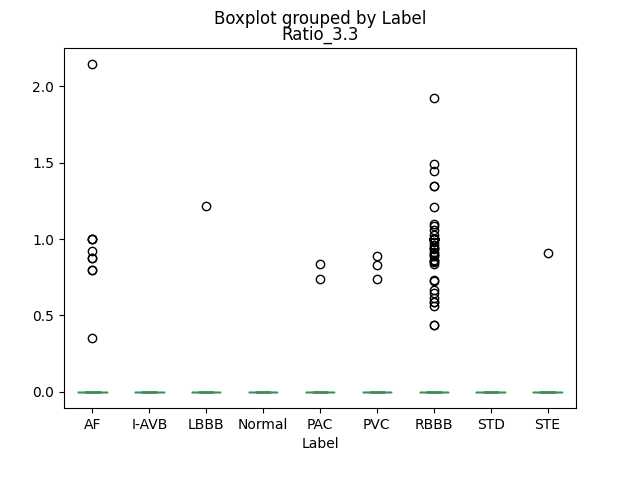 Boxplot grouped by Label
Ratio_3.3
2.0
1.5
1.0
0.5
0.0
AF I-AVB LBBB Normal PAC PVC RBBB STD STE
Label